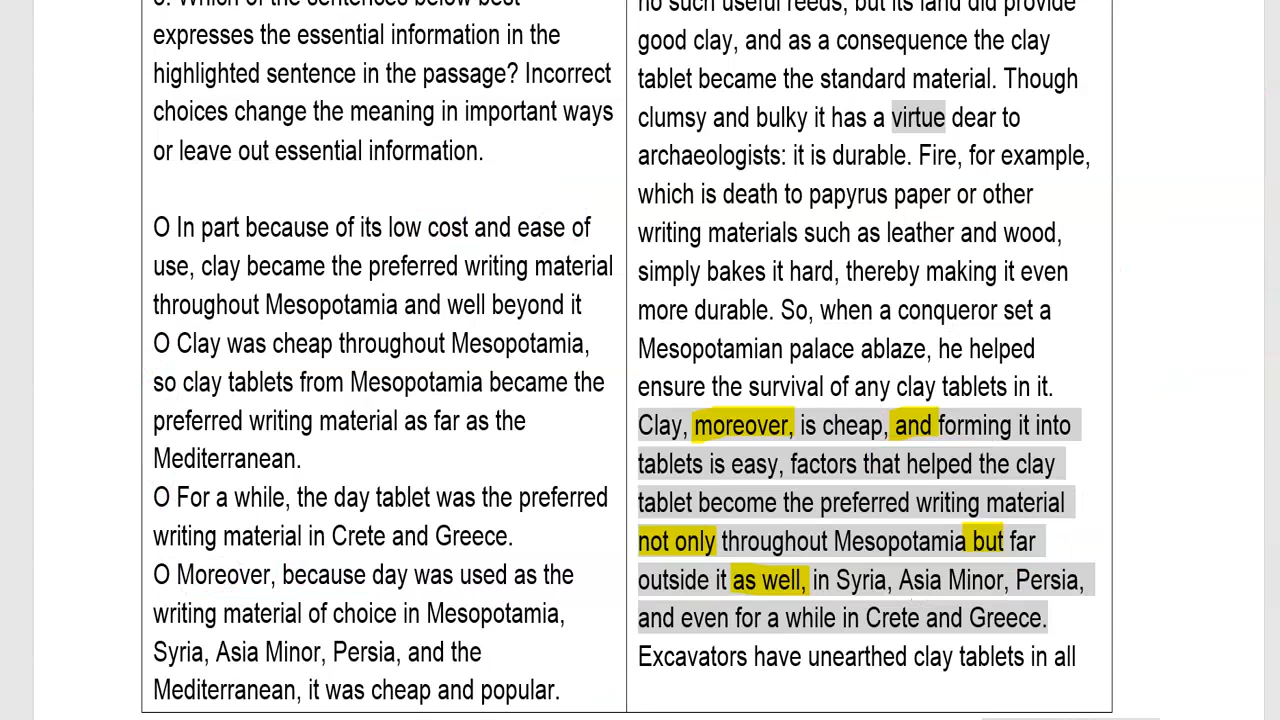 expresses the essential information in the
highlighted sentence in the passage? Incorrect
choices change the meaning in important ways
or leave out essential information.
O In part because of its low cost and ease of
use, clay became the preferred writing material
throughout Mesopotamia and well beyond it
O Clay was cheap throughout Mesopotamia,
so clay tablets from Mesopotamia became the
preferred writing material as far as the
Mediterranean.
O For a while, the day tablet was the preferred
writing material in Crete and Greece.
O Moreover, because day was used as the
writing material of choice in Mesopotamia,
Syria, Asia Minor, Persia, and the
Mediterranean, it was cheap and popular.
no such useful reeds, but its land did provide
good clay, and as a consequence the clay
tablet became the standard material. Though
clumsy and bulky it has a virtue dear to
archaeologists: it is durable. Fire, for example,
which is death to papyrus paper or other
writing materials such as leather and wood,
simply bakes it hard, thereby making it even
more durable. So, when a conqueror set a
Mesopotamian palace ablaze, he helped
ensure the survival of any clay tablets in it.
Clay, moreover, is cheap, and forming it into
tablets is easy, factors that helped the clay
tablet become the preferred writing material
not only throughout Mesopotamia but far
outside it as well, in Syria, Asia Minor, Persia,
and even for a while in Crete and Greece.
Excavators have unearthed clay tablets in all